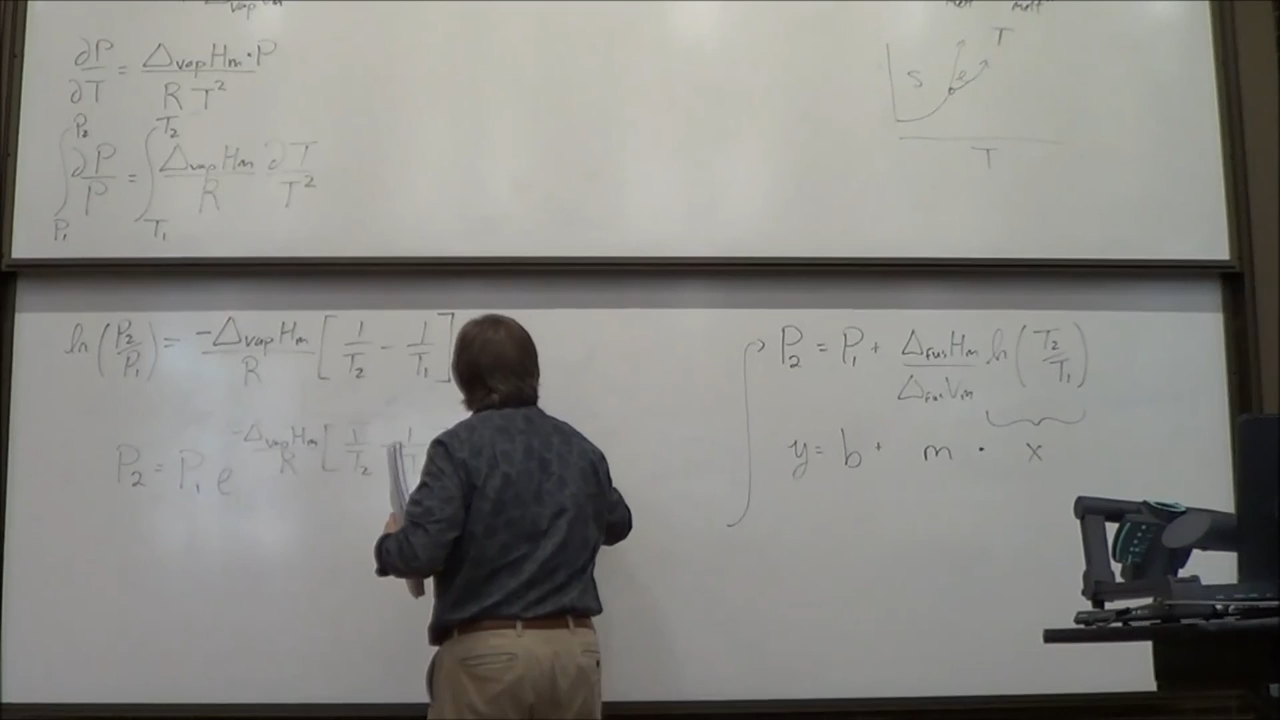 ∂P/∂T = Δvap Hm · P / R T²
∫P₁^P₂ ∂P/P = ∫T₁^T₂ Δvap Hm / R ∂T/T²
S l T
T
ln(P₂/P₁) = -Δvap Hm / R [1/T₂ - 1/T₁]
P₂ = P₁ e^(-Δvap Hm / R [1/T₂ - 1/T
P₂ = P₁ + Δfus Hm / Δfus Vm ln(T₂/T₁)
y = b + m · x